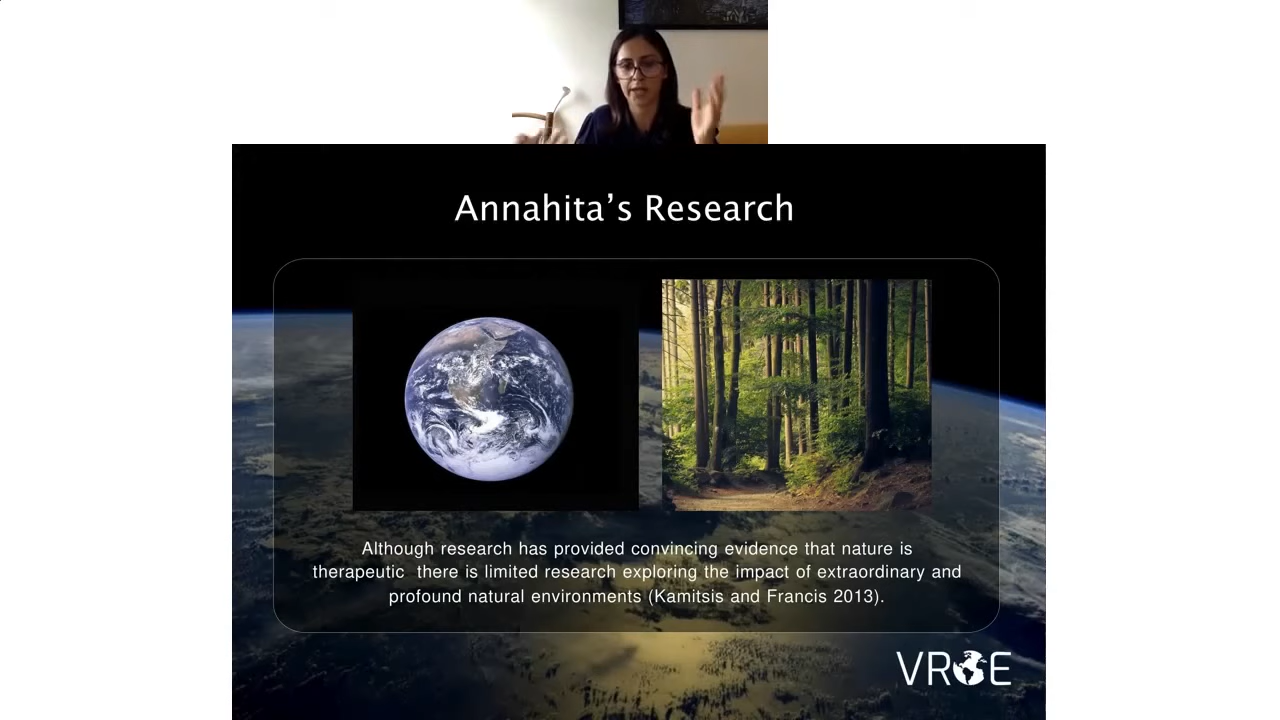 Annahita’s Research
Although research has provided convincing evidence that nature is
therapeutic there is limited research exploring the impact of extraordinary and
profound natural environments (Kamitsis and Francis 2013).
VR E